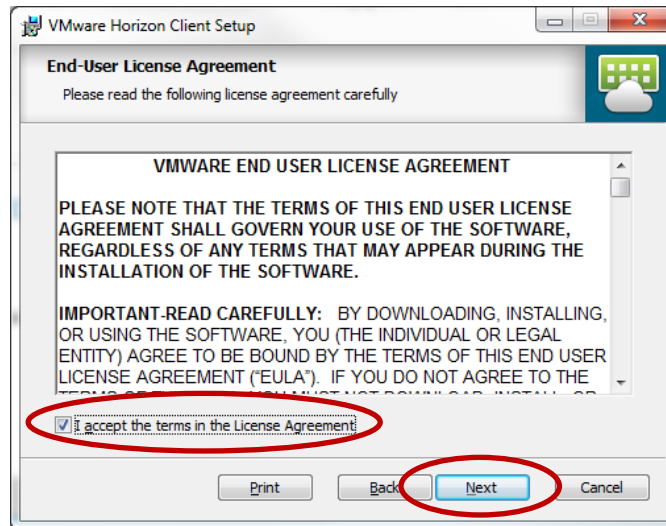 VMware Horizon Client Setup
End-User License Agreement
Please read the following license agreement carefully
VMWARE END USER LICENSE AGREEMENT
PLEASE NOTE THAT THE TERMS OF THIS END USER LICENSE
AGREEMENT SHALL GOVERN YOUR USE OF THE SOFTWARE,
REGARDLESS OF ANY TERMS THAT MAY APPEAR DURING THE
INSTALLATION OF THE SOFTWARE.
IMPORTANT-READ CAREFULLY: BY DOWNLOADING, INSTALLING,
OR USING THE SOFTWARE, YOU (THE INDIVIDUAL OR LEGAL
ENTITY) AGREE TO BE BOUND BY THE TERMS OF THIS END USER
LICENSE AGREEMENT (“EULA”). IF YOU DO NOT AGREE TO THE
I accept the terms in the License Agreement
Print Back Next Cancel